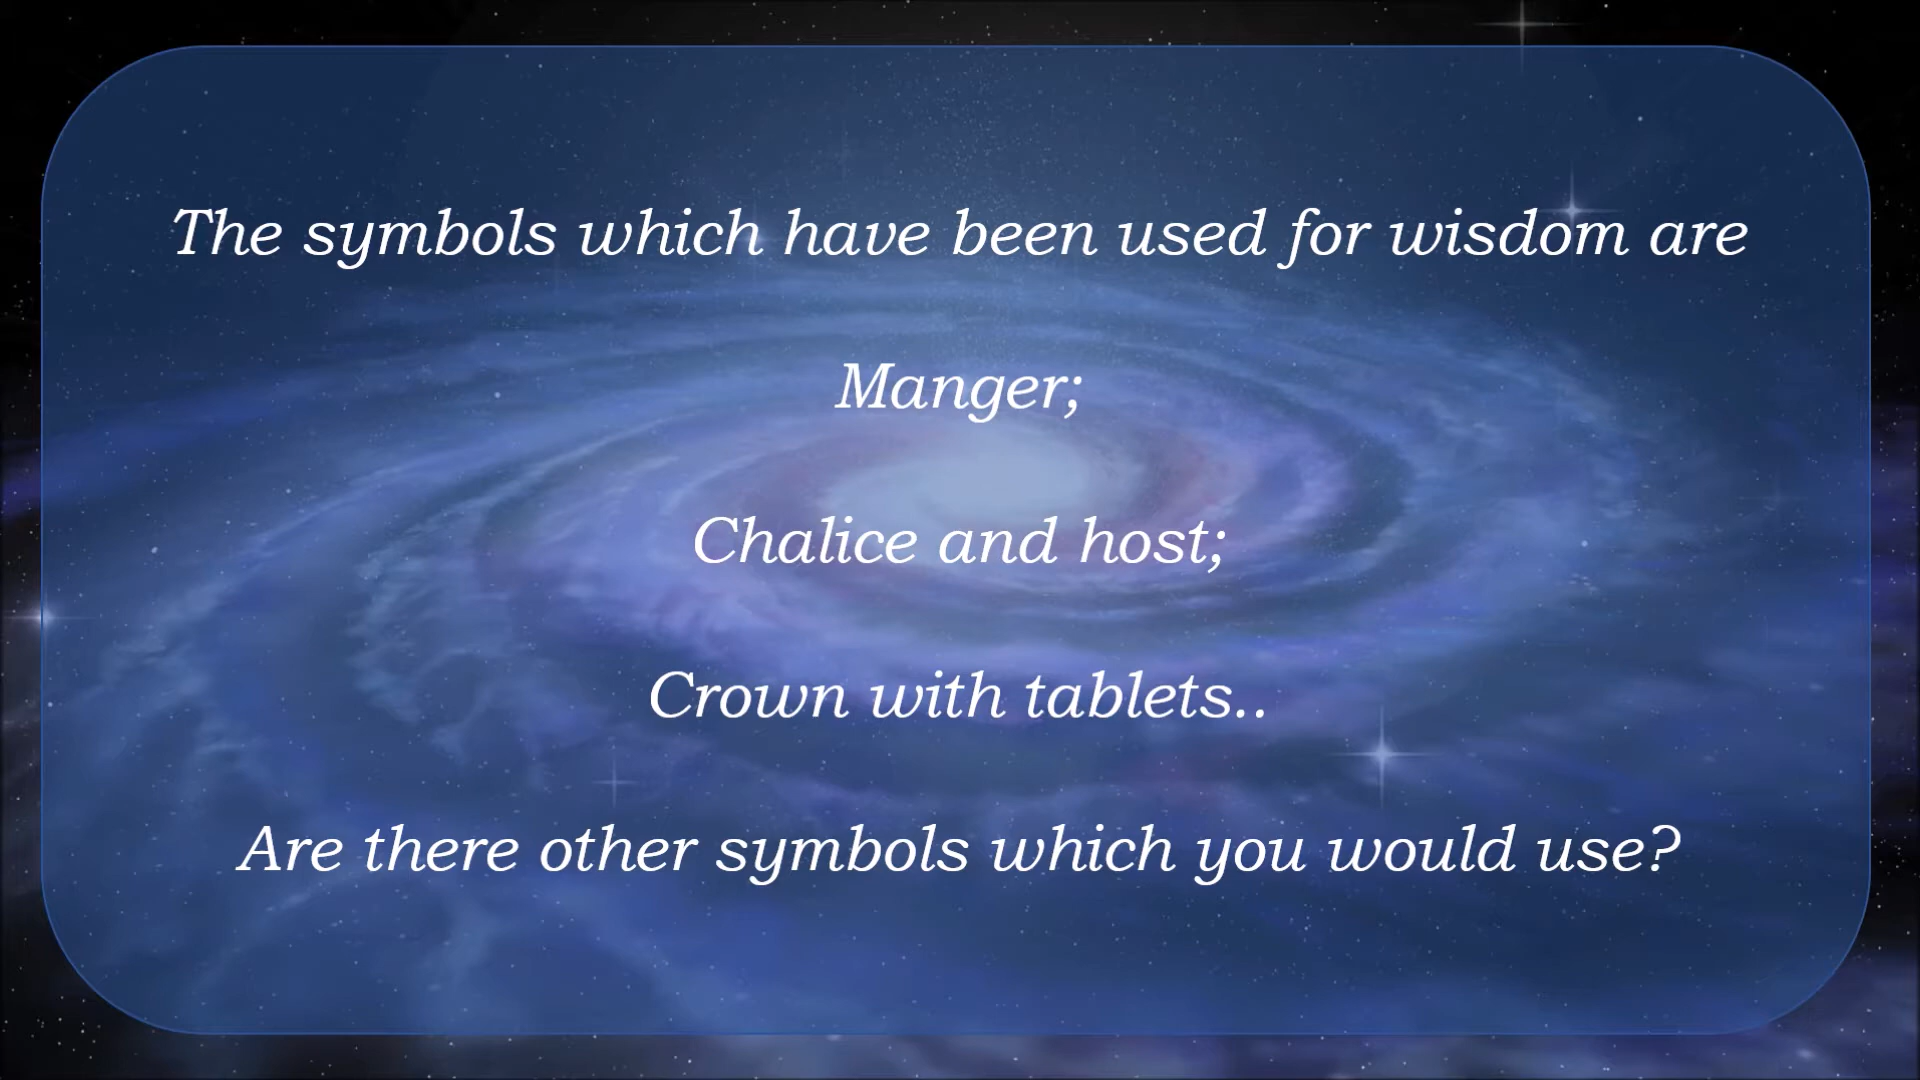 The symbols which have been used for wisdom are
Manger;
Chalice and host;
Crown with tablets..
Are there other symbols which you would use?